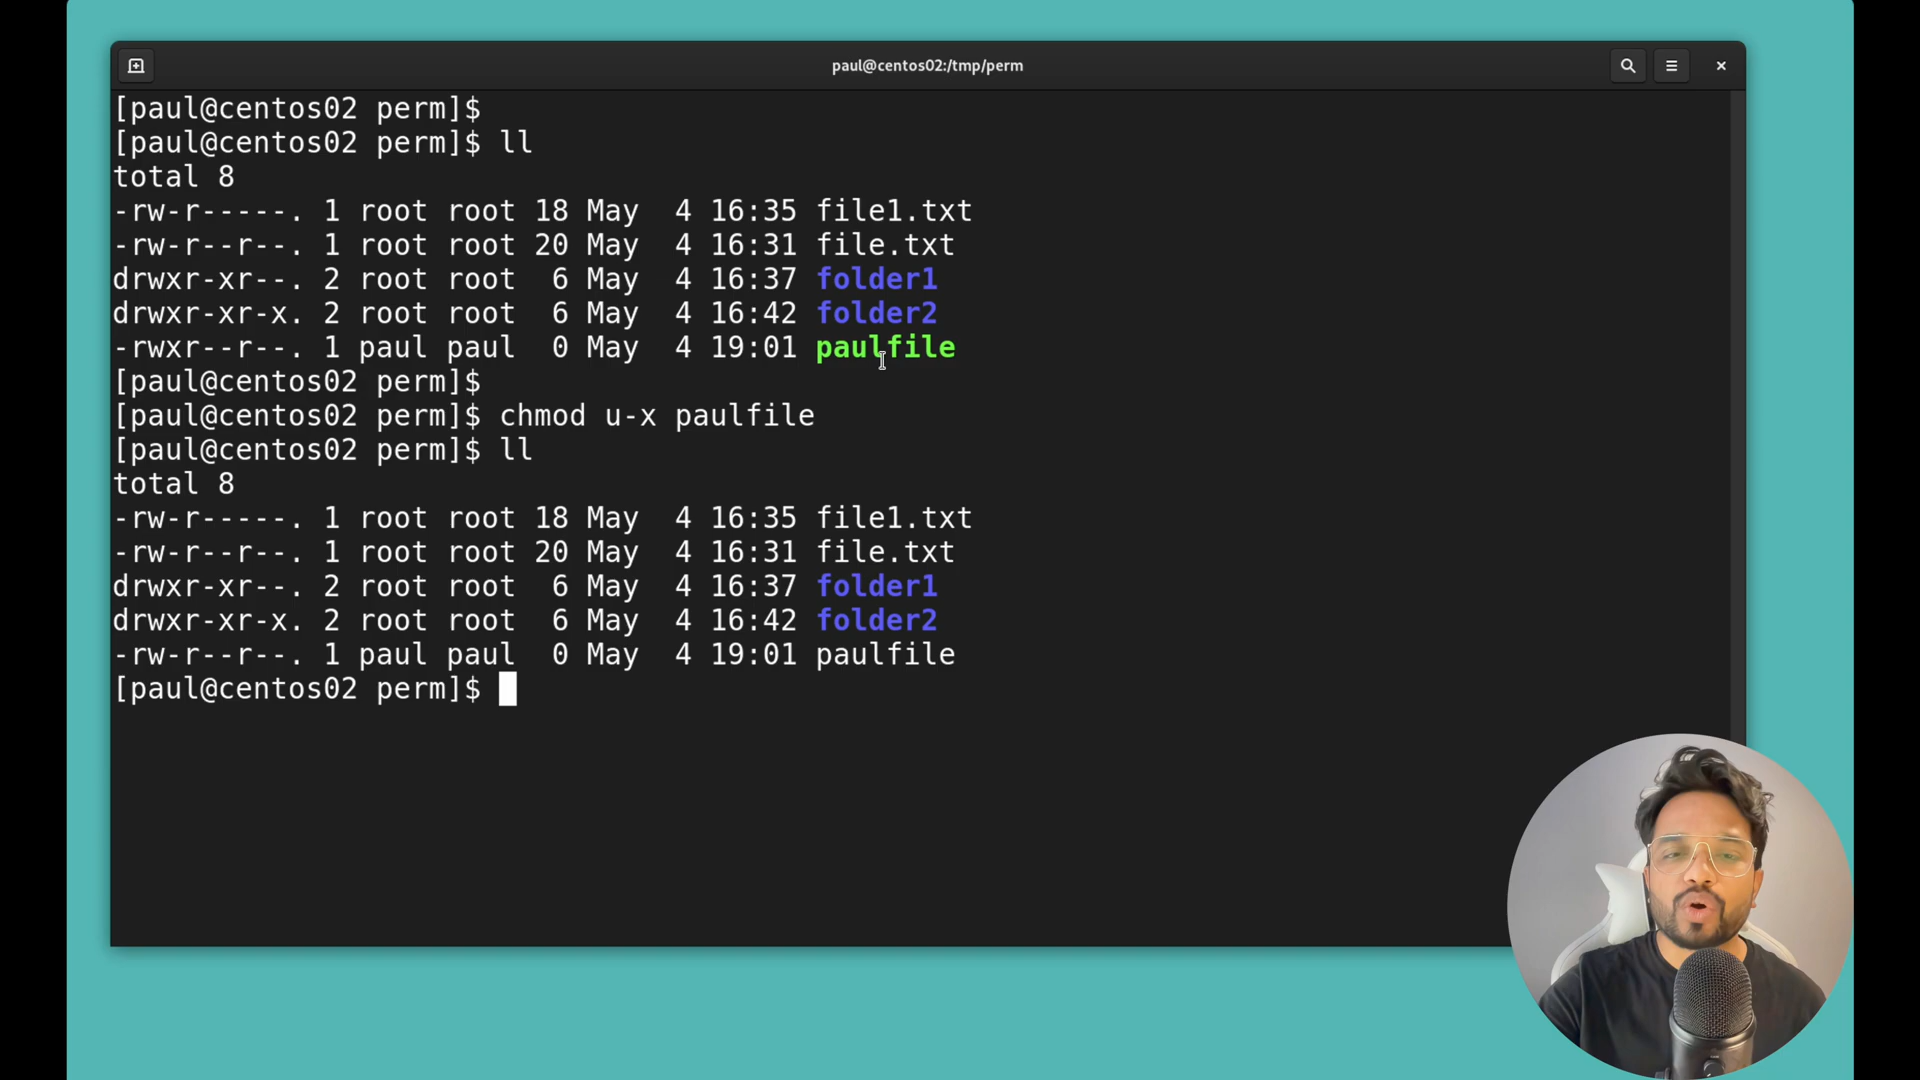 paul@centos02:/tmp/perm
[paul@centos02 perm]$
[paul@centos02 perm]$ ll
total 8
-rw-r-----. 1 root root 18 May  4 16:35 file1.txt
-rw-r--r--. 1 root root 20 May  4 16:31 file.txt
drwxr-xr--. 2 root root  6 May  4 16:37 folder1
drwxr-xr-x. 2 root root  6 May  4 16:42 folder2
-rwxr--r--. 1 paul paul  0 May  4 19:01 paulfile
[paul@centos02 perm]$
[paul@centos02 perm]$ chmod u-x paulfile
[paul@centos02 perm]$ ll
total 8
-rw-r-----. 1 root root 18 May  4 16:35 file1.txt
-rw-r--r--. 1 root root 20 May  4 16:31 file.txt
drwxr-xr--. 2 root root  6 May  4 16:37 folder1
drwxr-xr-x. 2 root root  6 May  4 16:42 folder2
-rw-r--r--. 1 paul paul  0 May  4 19:01 paulfile
[paul@centos02 perm]$